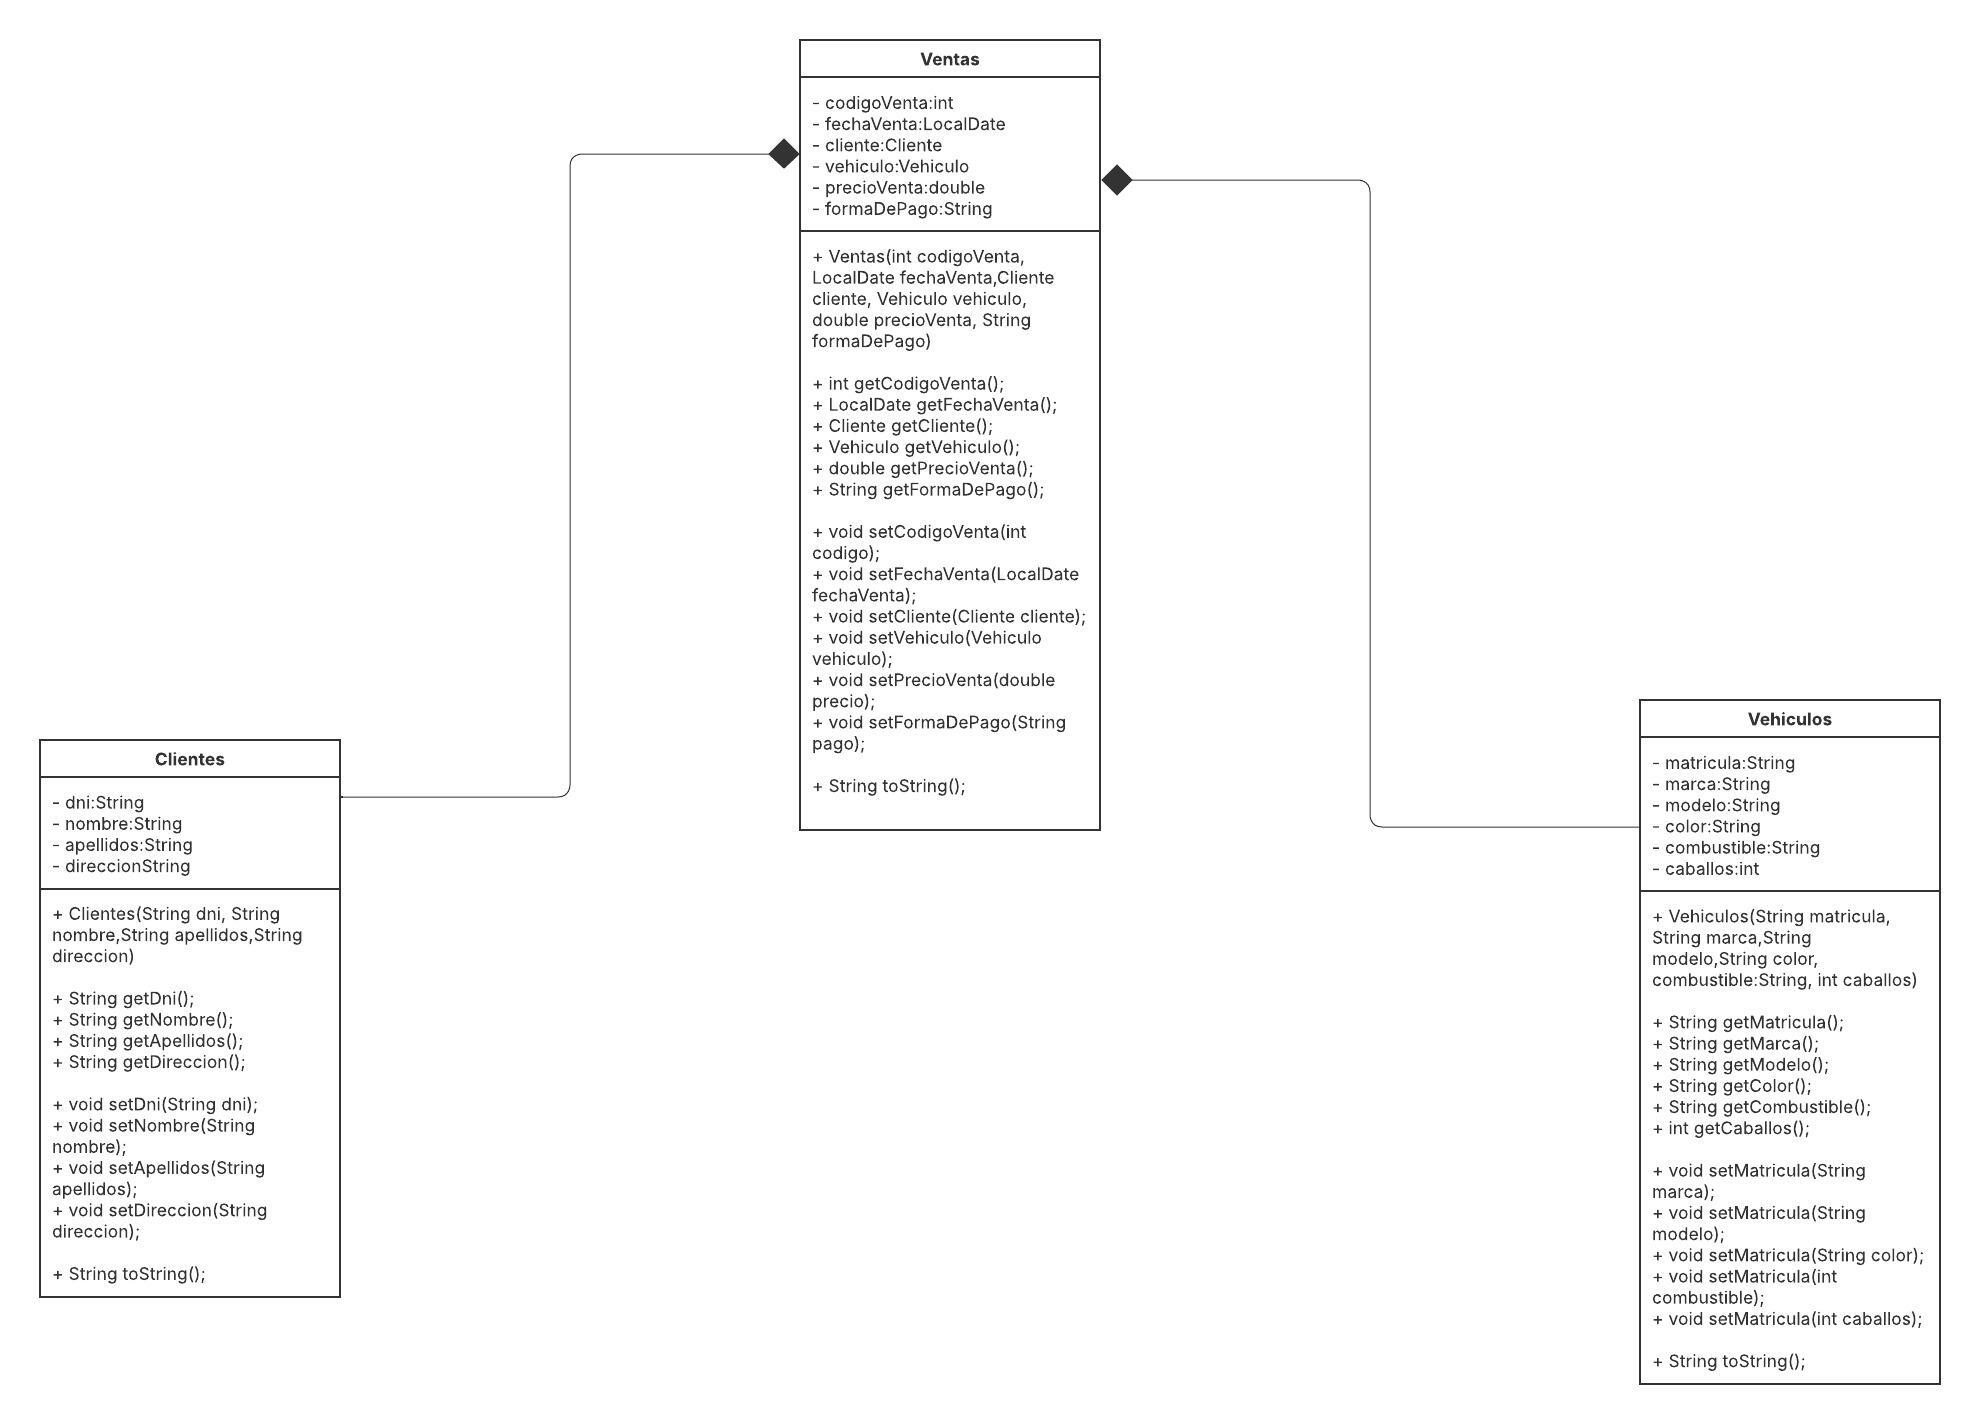 Ventas
- codigoVenta:int
- fechaVenta:LocalDate
- cliente:Cliente
- vehiculo:Vehiculo
- precioVenta:double
- formaDePago:String
+ Ventas(int codigoVenta,
LocalDate fechaVenta,Cliente
cliente, Vehiculo vehiculo,
double precioVenta, String
formaDePago)
+ int getCodigoVenta();
+ LocalDate getFechaVenta();
+ Cliente getCliente();
+ Vehiculo getVehiculo();
+ double getPrecioVenta();
+ String getFormaDePago();
+ void setCodigoVenta(int
codigo);
+ void setFechaVenta(LocalDate
fechaVenta);
+ void setCliente(Cliente cliente);
+ void setVehiculo(Vehiculo
vehiculo);
+ void setPrecioVenta(double
precio);
+ void setFormaDePago(String
pago);
+ String toString();
Clientes
- dni:String
- nombre:String
- apellidos:String
- direccionString
+ Clientes(String dni, String
nombre,String apellidos,String
direccion)
+ String getDni();
+ String getNombre();
+ String getApellidos();
+ String getDireccion();
+ void setDni(String dni);
+ void setNombre(String
nombre);
+ void setApellidos(String
apellidos);
+ void setDireccion(String
direccion);
+ String toString();
Vehiculos
- matricula:String
- marca:String
- modelo:String
- color:String
- combustible:String
- caballos:int
+ Vehiculos(String matricula,
String marca,String
modelo,String color,
combustible:String, int caballos)
+ String getMatricula();
+ String getMarca();
+ String getModelo();
+ String getColor();
+ String getCombustible();
+ int getCaballos();
+ void setMatricula(String
marca);
+ void setMatricula(String
modelo);
+ void setMatricula(String color);
+ void setMatricula(int
combustible);
+ void setMatricula(int caballos);
+ String toString();